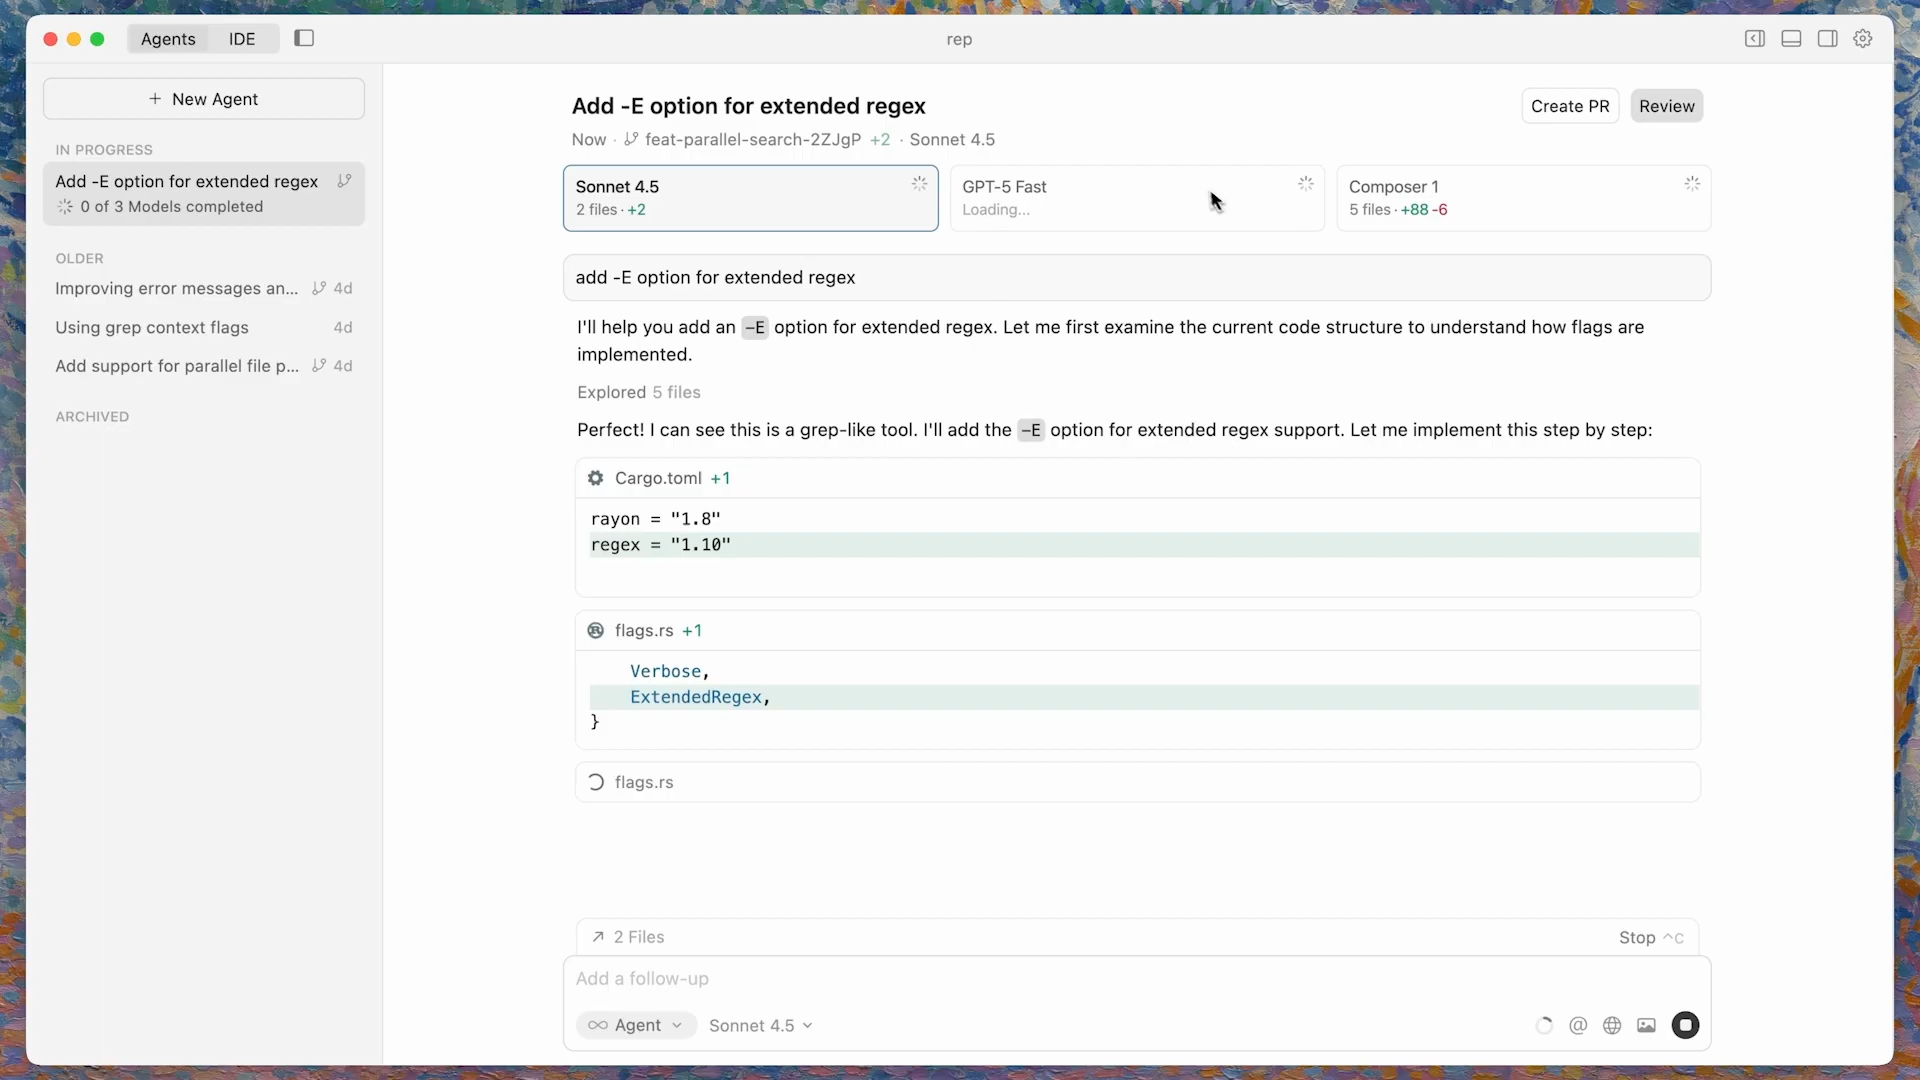 Agents IDE
rep
+ New Agent
IN PROGRESS
Add -E option for extended regex
0 of 3 Models completed
OLDER
Improving error messages an... 4d
Using grep context flags 4d
Add support for parallel file p... 4d
ARCHIVED
Add -E option for extended regex
Create PR Review
Now · feat-parallel-search-2ZJgP +2 · Sonnet 4.5
Sonnet 4.5
2 files · +2
GPT-5 Fast
Loading...
Composer 1
5 files · +88 -6
add -E option for extended regex
I'll help you add an -E option for extended regex. Let me first examine the current code structure to understand how flags are
implemented.
Explored 5 files
Perfect! I can see this is a grep-like tool. I'll add the -E option for extended regex support. Let me implement this step by step:
Cargo.toml +1
rayon = "1.8"
regex = "1.10"
flags.rs +1
Verbose,
ExtendedRegex,
}
flags.rs
2 Files
Stop ^C
Add a follow-up
Agent Sonnet 4.5 @